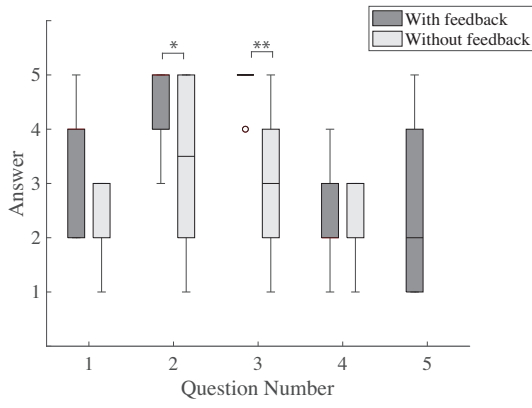 With feedback
Without feedback
* **
5
4
3
2
1
Answer
1 2 3 4 5
Question Number